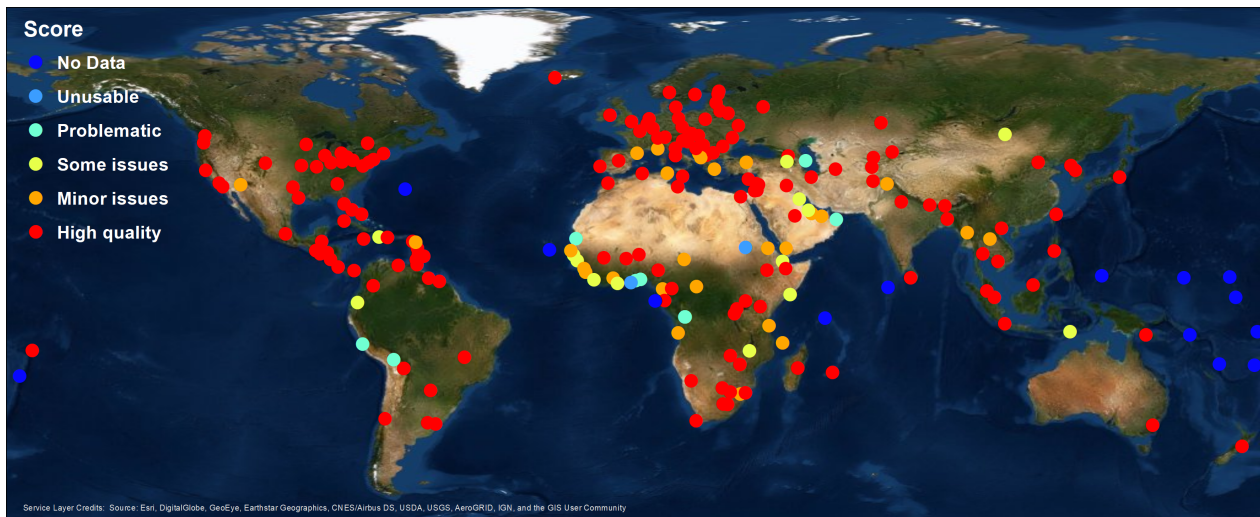 Score
No Data
Unusable
Problematic
Some issues
Minor issues
High quality
Service Layer Credits: Source: Esri, DigitalGlobe, GeoEye, Earthstar Geographics, CNES/Airbus DS, USDA, USGS, AeroGRID, IGN, and the GIS User Community